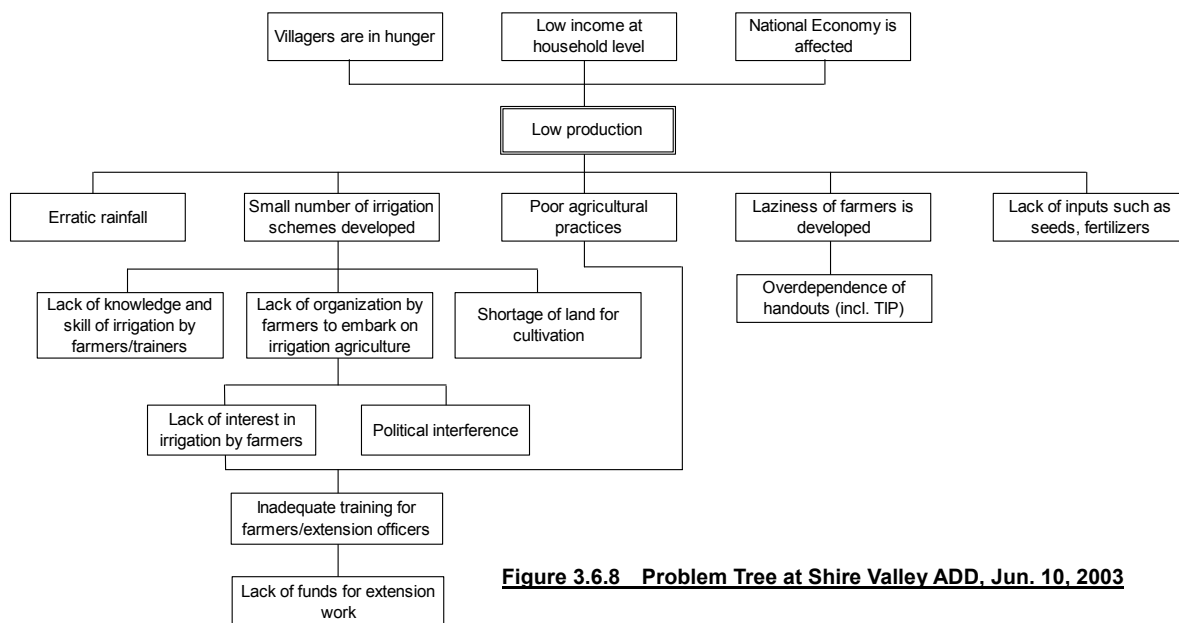 Villagers are in hunger
Low income at
household level
National Economy is
affected
Low production
Erratic rainfall
Small number of irrigation
schemes developed
Poor agricultural
practices
Laziness of farmers is
developed
Lack of inputs such as
seeds, fertilizers
Lack of knowledge and
skill of irrigation by
farmers/trainers
Lack of organization by
farmers to embark on
irrigation agriculture
Shortage of land for
cultivation
Overdependence of
handouts (incl. TIP)
Lack of interest in
irrigation by farmers
Political interference
Inadequate training for
farmers/extension officers
Lack of funds for extension
work
Figure 3.6.8 Problem Tree at Shire Valley ADD, Jun. 10, 2003